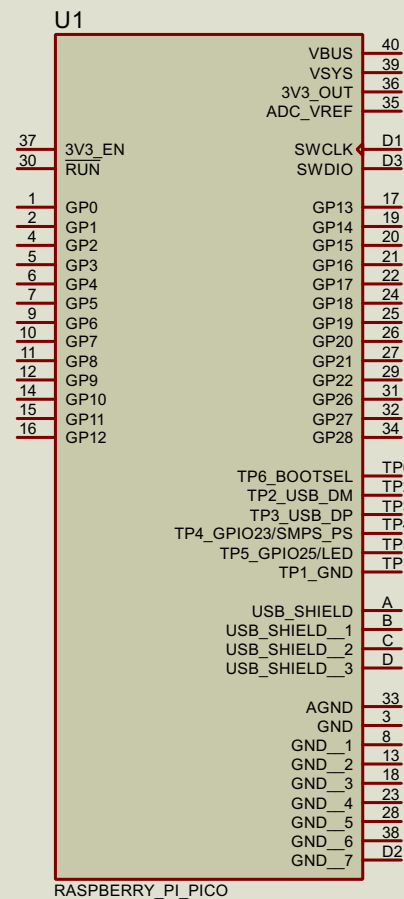 U1
VBUS 40
VSYS 39
3V3_OUT 36
ADC_VREF 35
37 3V3_EN SWCLK D1
30 RUN SWDIO D3
1 GP0 GP13 17
2 GP1 GP14 19
4 GP2 GP15 20
5 GP3 GP16 21
6 GP4 GP17 22
7 GP5 GP18 24
9 GP6 GP19 25
10 GP7 GP20 26
11 GP8 GP21 27
12 GP9 GP22 29
14 GP10 GP26 31
15 GP11 GP27 32
16 GP12 GP28 34
TP6_BOOTSEL
TP2_USB_DM
TP3_USB_DP
TP4_GPIO23/SMPS_PS
TP5_GPIO25/LED
TP1_GND
USB_SHIELD A
USB_SHIELD__1 B
USB_SHIELD__2 C
USB_SHIELD__3 D
AGND 33
GND 3
GND__1 8
GND__2 13
GND__3 18
GND__4 23
GND__5 28
GND__6 38
GND__7 D2
RASPBERRY_PI_PICO